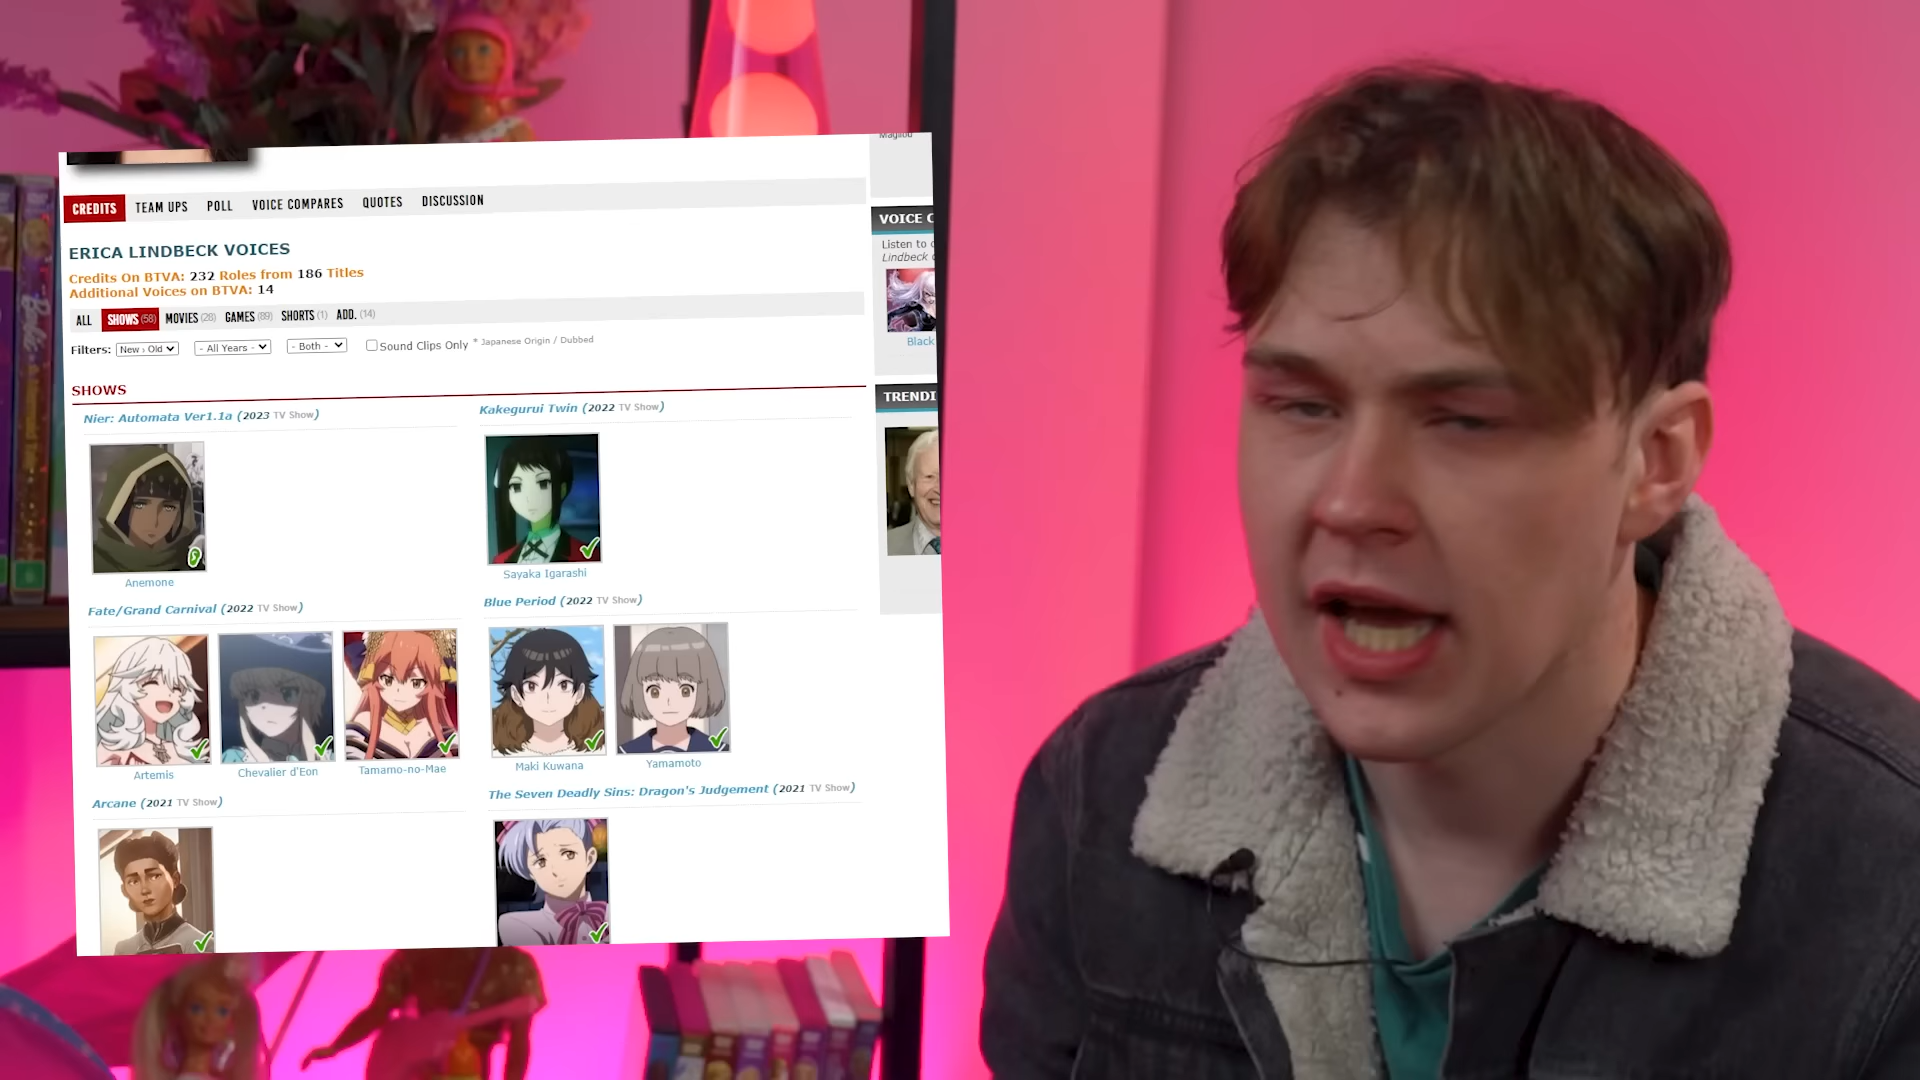 Magilou
CREDITS TEAM UPS POLL VOICE COMPARES QUOTES DISCUSSION
VOICE C
Listen to
Lindbeck
Black
TRENDI
ERICA LINDBECK VOICES
Credits On BTVA: 232 Roles from 186 Titles
Additional Voices on BTVA: 14
ALL SHOWS (58) MOVIES (28) GAMES (89) SHORTS (1) ADD. (14)
Filters: New › Old - All Years - - Both - Sound Clips Only * Japanese Origin / Dubbed
SHOWS
Nier: Automata Ver1.1a (2023 TV Show)
Kakegurui Twin (2022 TV Show)
Anemone
Sayaka Igarashi
Fate/Grand Carnival (2022 TV Show)
Blue Period (2022 TV Show)
Artemis
Chevalier d'Eon
Tamamo-no-Mae
Maki Kuwana
Yamamoto
Arcane (2021 TV Show)
The Seven Deadly Sins: Dragon's Judgement (2021 TV Show)
Barbie